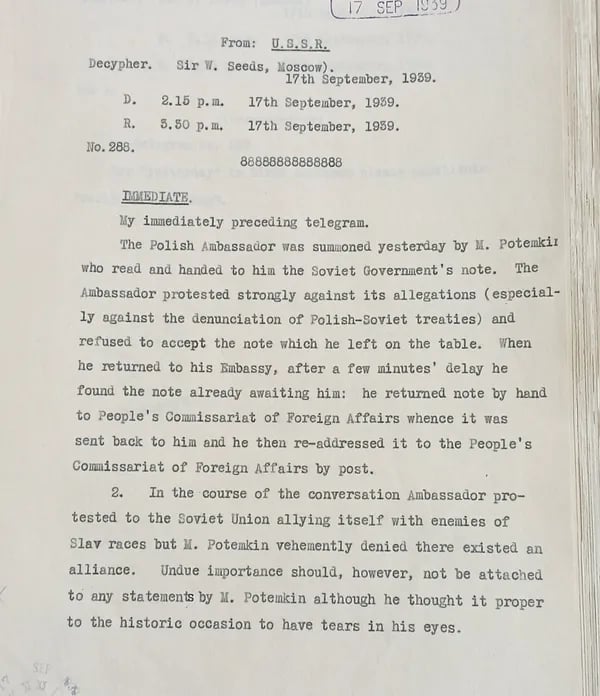 17 SEP 1939
From: U.S.S.R.
Decypher. Sir W. Seeds, Moscow).
17th September, 1939.
D. 2.15 p.m. 17th September, 1939.
R. 3.30 p.m. 17th September, 1939.
No.288.
88888888888888
IMMEDIATE.
My immediately preceding telegram.
The Polish Ambassador was summoned yesterday by M. Potemkin
who read and handed to him the Soviet Government's note. The
Ambassador protested strongly against its allegations (especial-
ly against the denunciation of Polish-Soviet treaties) and
refused to accept the note which he left on the table. When
he returned to his Embassy, after a few minutes' delay he
found the note already awaiting him: he returned note by hand
to People's Commissariat of Foreign Affairs whence it was
sent back to him and he then re-addressed it to the People's
Commissariat of Foreign Affairs by post.
2. In the course of the conversation Ambassador pro-
tested to the Soviet Union allying itself with enemies of
Slav races but M. Potemkin vehemently denied there existed an
alliance. Undue importance should, however, not be attached
to any statements by M. Potemkin although he thought it proper
to the historic occasion to have tears in his eyes.
SEP